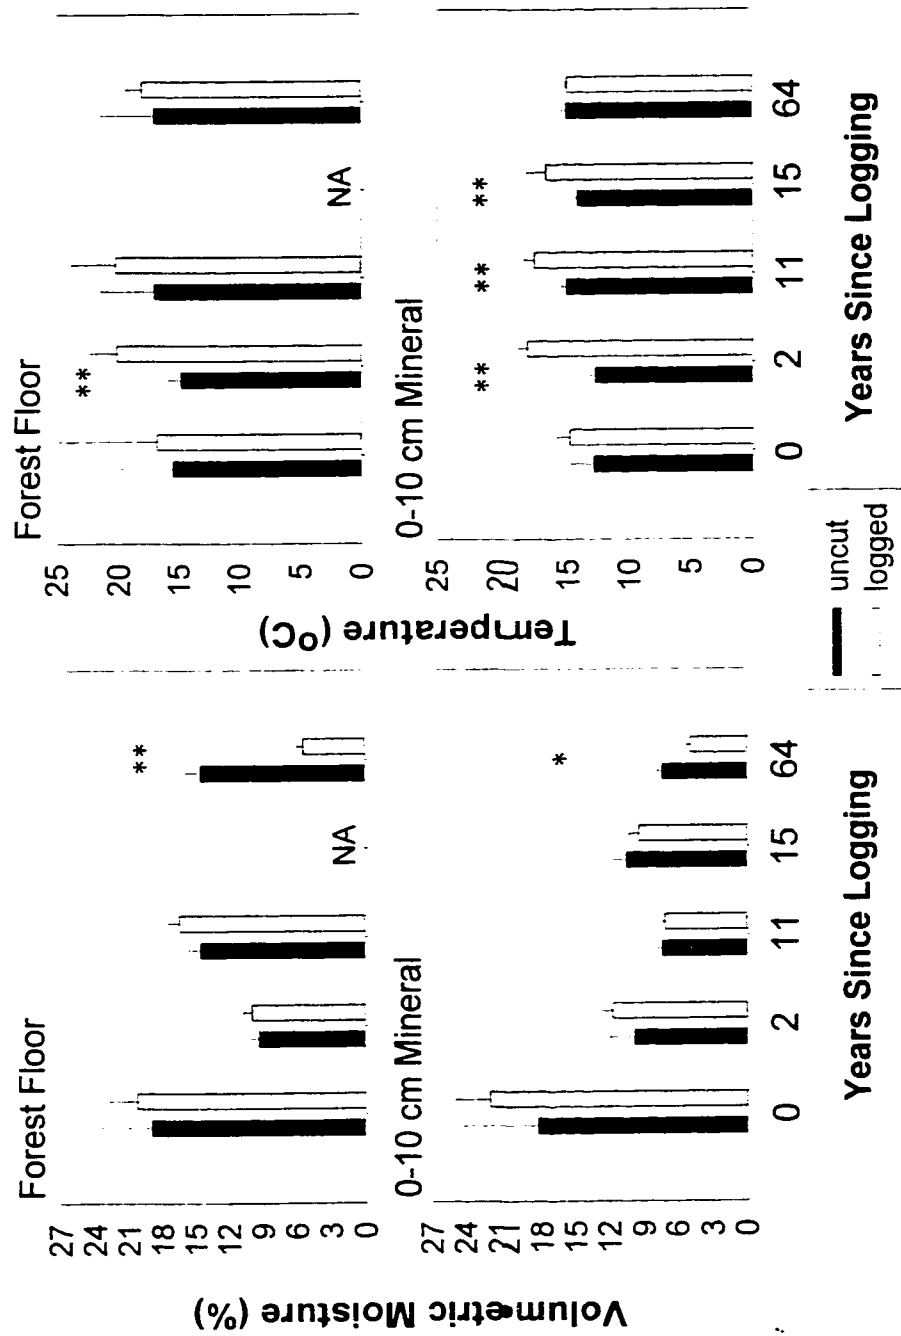 Forest Floor
27
24
21
18
15
12
9
6
3
0
NA
**
0-10 cm Mineral
27
24
21
18
15
12
9
6
3
0
*
0 2 11 15 64
Years Since Logging
Volumetric Moisture (%)
Forest Floor
25
20
15
10
5
0
**
NA
0-10 cm Mineral
25
20
15
10
5
0
** ** **
0 2 11 15 64
Years Since Logging
Temperature (ºC)
uncut
logged